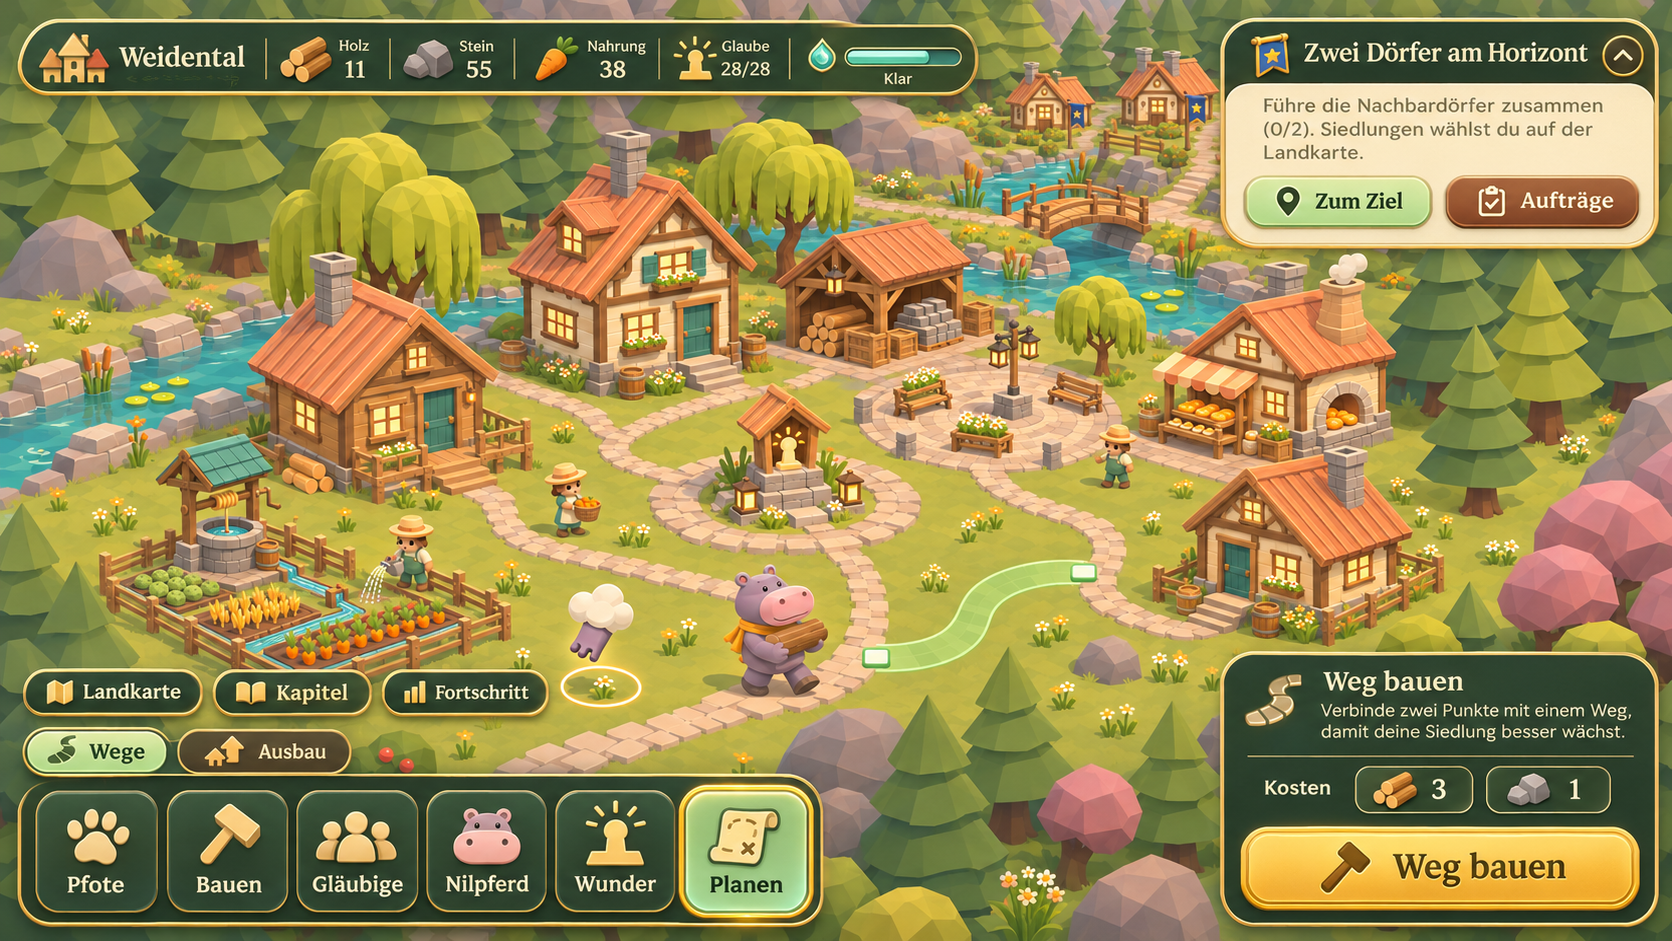 Weidental
Holz
11
Stein
55
Nahrung
38
Glaube
28/28
Klar
Zwei Dörfer am Horizont
Führe die Nachbardörfer zusammen
(0/2). Siedlungen wählst du auf der
Landkarte.
Zum Ziel
Aufträge
Landkarte
Kapitel
Fortschritt
Wege
Ausbau
Pfote
Bauen
Gläubige
Nilpferd
Wunder
Planen
Weg bauen
Verbinde zwei Punkte mit einem Weg,
damit deine Siedlung besser wächst.
Kosten
3
1
Weg bauen